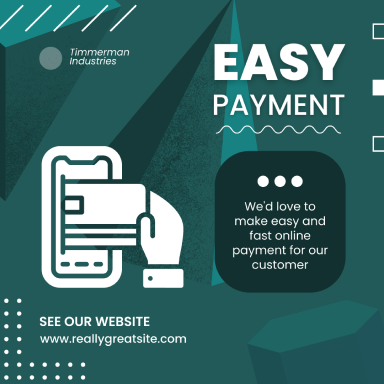 Timmerman
Industries
EASY
PAYMENT
We'd love to
make easy and
fast online
payment for our
customer
SEE OUR WEBSITE
www.reallygreatsite.com